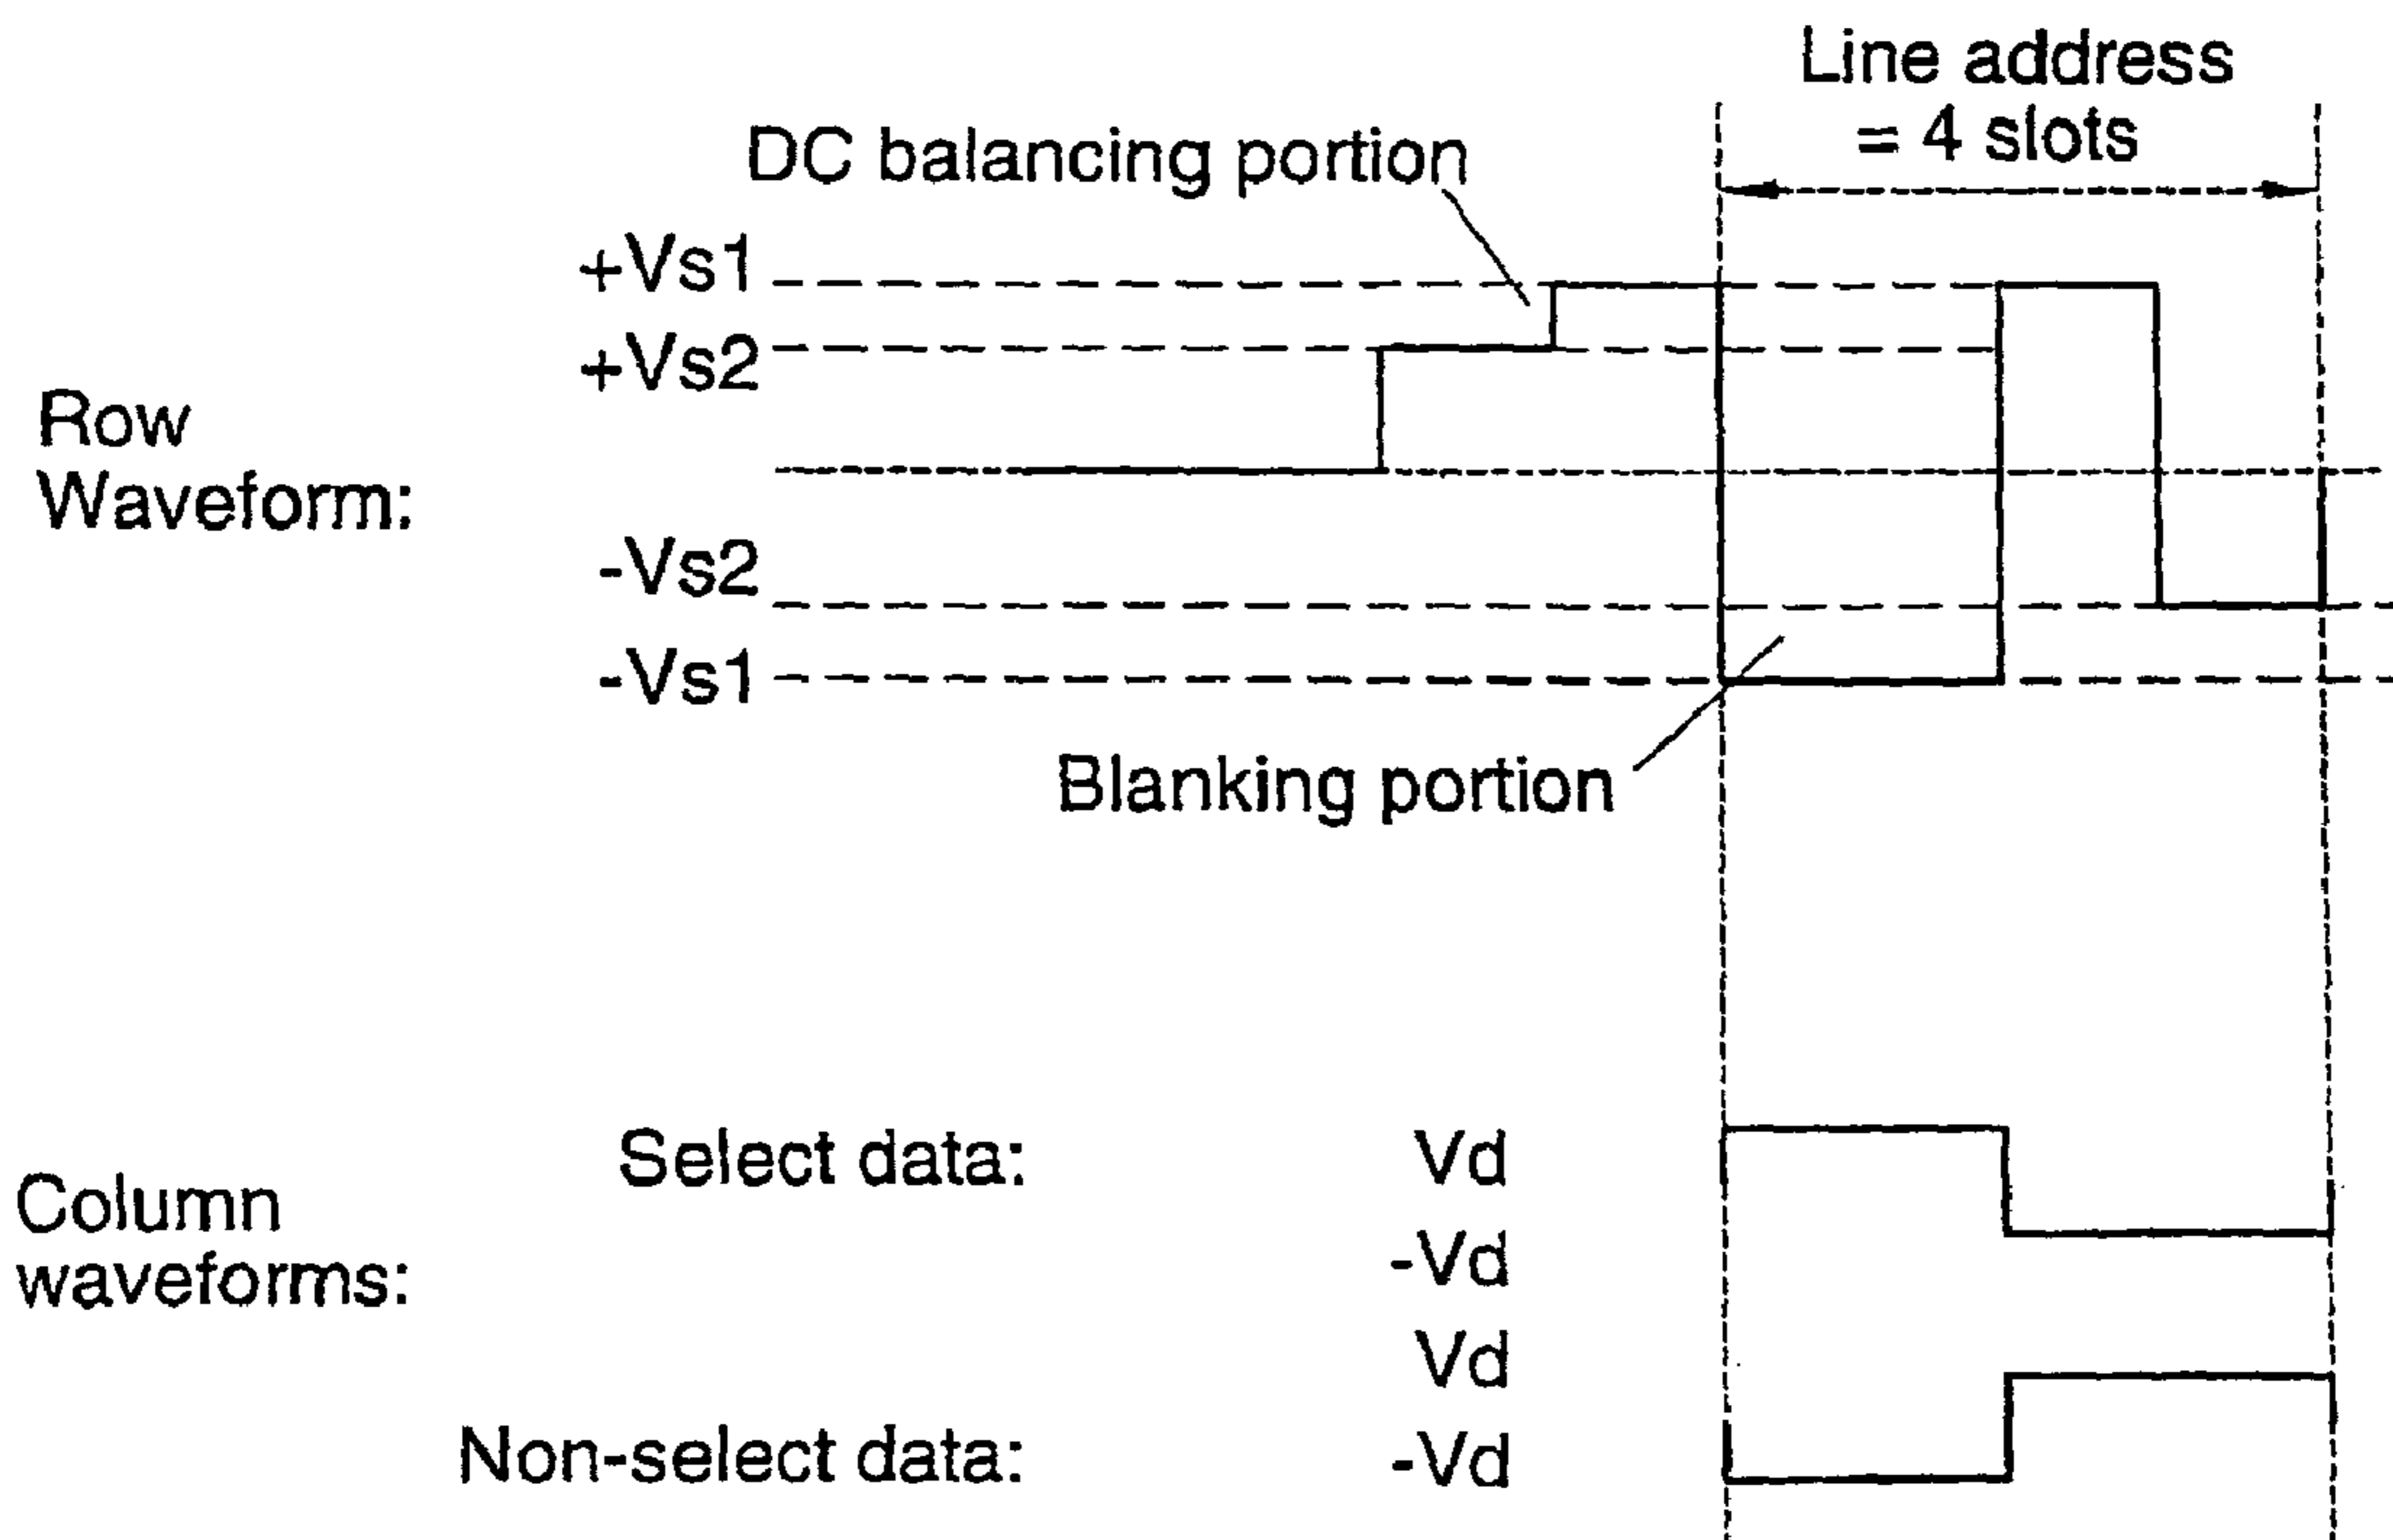 Line address
= 4 slots
DC balancing portion
+Vs1
+Vs2
Row
Waveform:
-Vs2
-Vs1
Blanking portion
Select data:
Vd
Column
waveforms:
-Vd
Vd
Non-select data:
-Vd